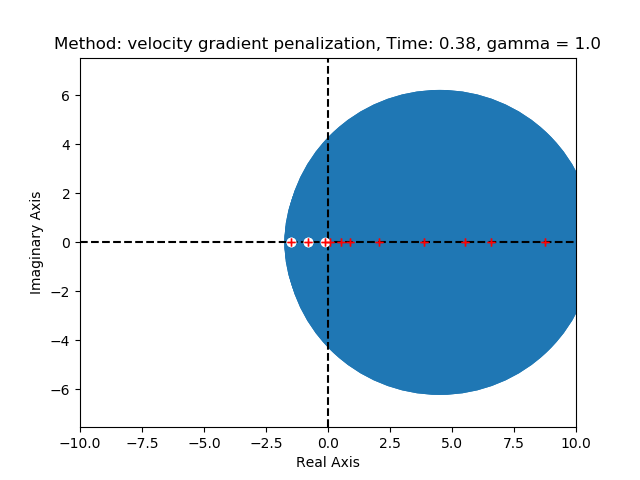 Method: velocity gradient penalization, Time: 0.38, gamma = 1.0
Imaginary Axis
6
4
2
0
−2
−4
−6
−10.0 −7.5 −5.0 −2.5 0.0 2.5 5.0 7.5 10.0
Real Axis